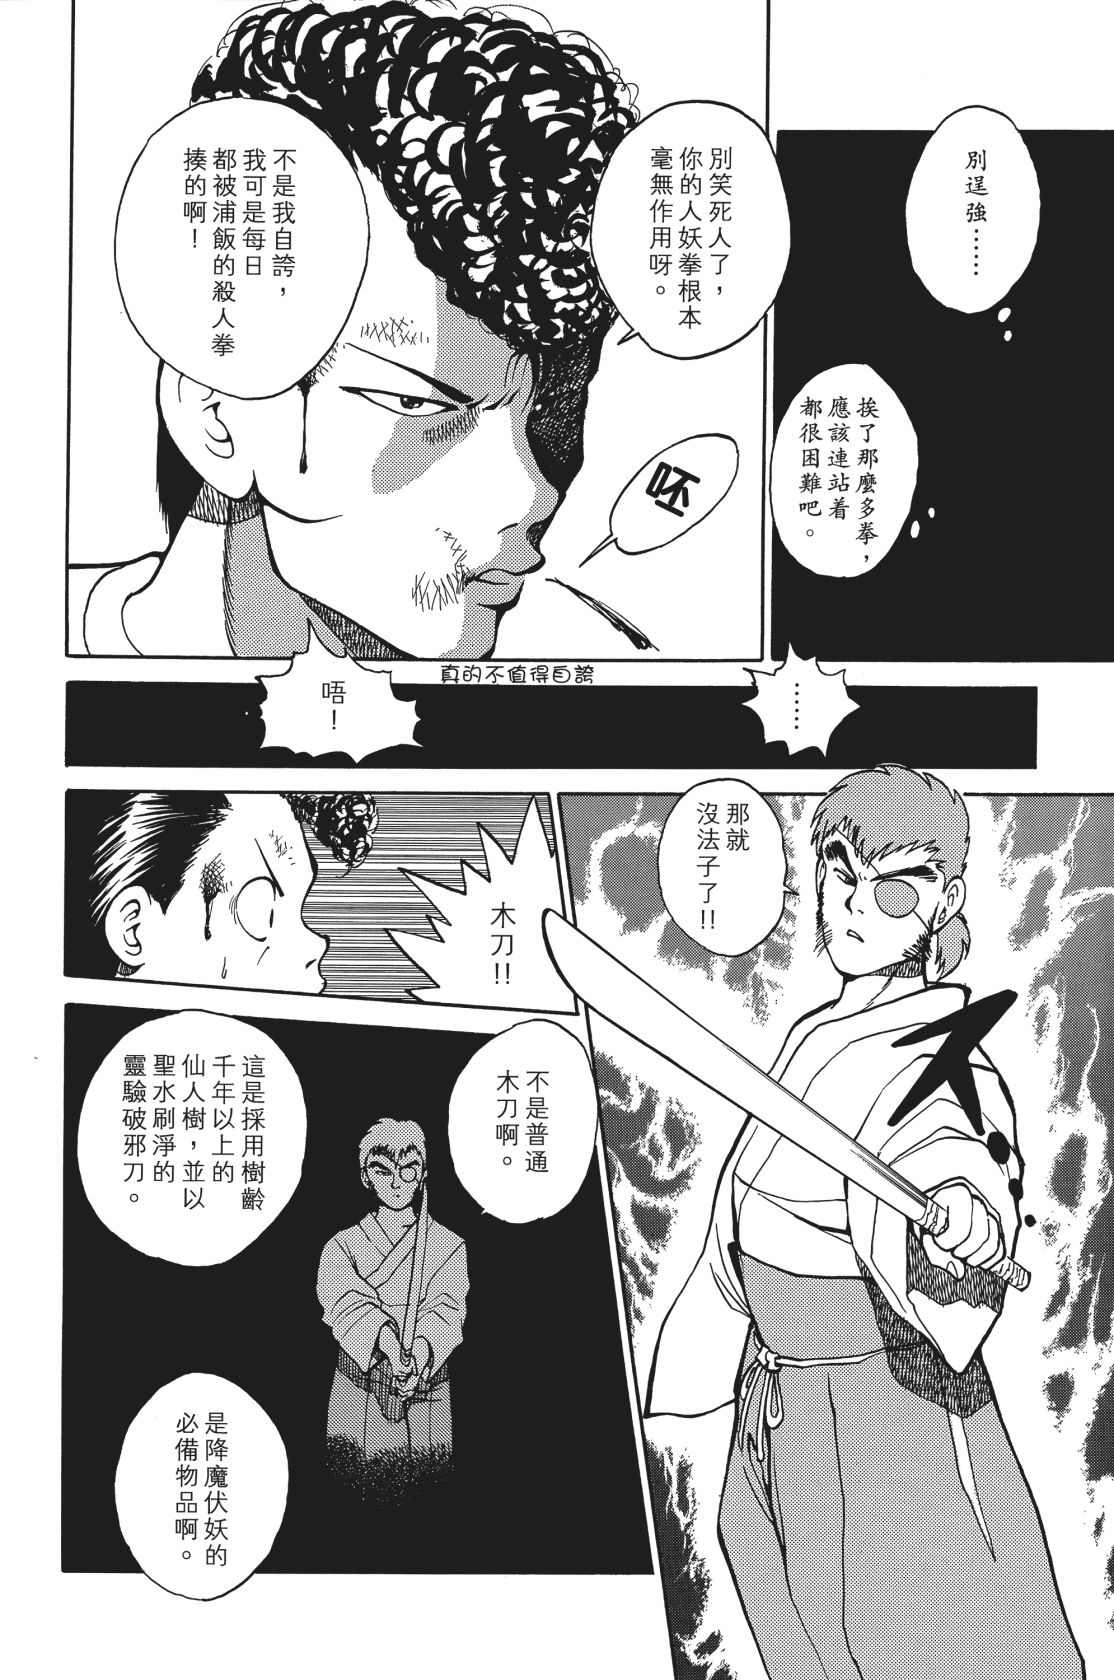 別逞強……
挨了那麼多拳，
應該連站着
都很困難吧。
別笑死人了，
你的人妖拳根本
毫無作用呀。
呸
不是我自誇，
我可是每日
都被浦飯的殺人拳
揍的啊！
真的不值得自誇
……
唔！
那就
沒法子了!!
木刀!!
不是普通
木刀啊。
這是採用樹齡
千年以上的
仙人樹，並以
聖水刷淨的
靈驗破邪刀。
是降魔伏妖的
必備物品啊。